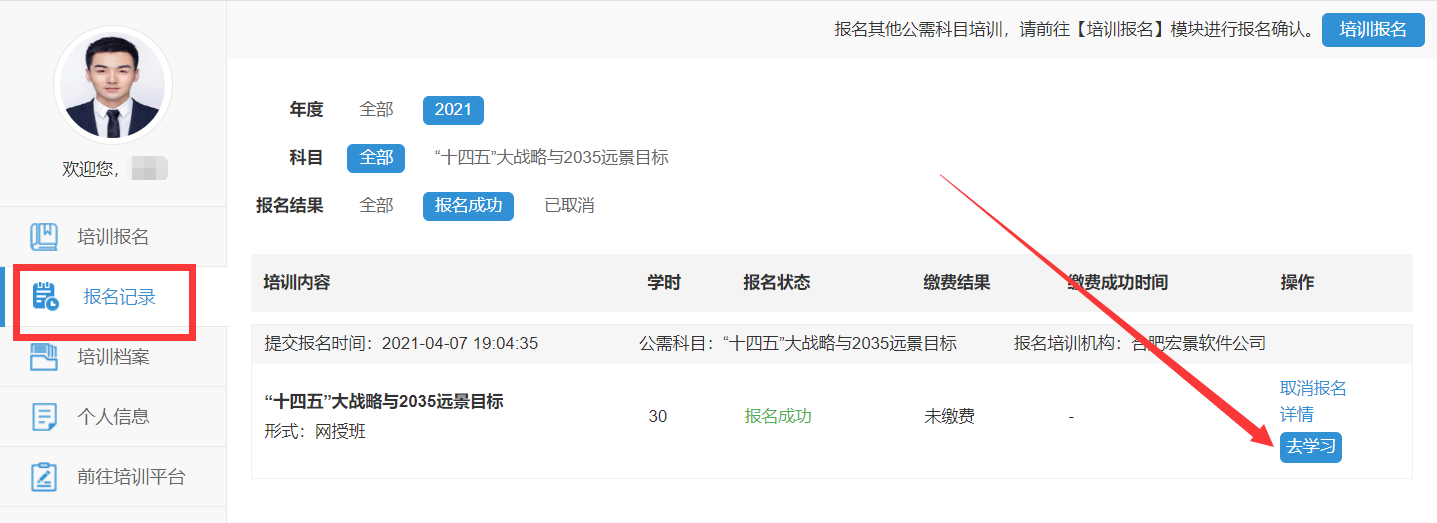 报名其他公需科目培训，请前往【培训报名】模块进行报名确认。 培训报名
欢迎您，
培训报名
报名记录
培训档案
个人信息
前往培训平台
年度 全部 2021
科目 全部 “十四五”大战略与2035远景目标
报名结果 全部 报名成功 已取消
培训内容 学时 报名状态 缴费结果 缴费成功时间 操作
提交报名时间：2021-04-07 19:04:35 公需科目：“十四五”大战略与2035远景目标 报名培训机构：合肥宏景软件公司
“十四五”大战略与2035远景目标
形式：网授班
30 报名成功 未缴费 -
取消报名
详情
去学习